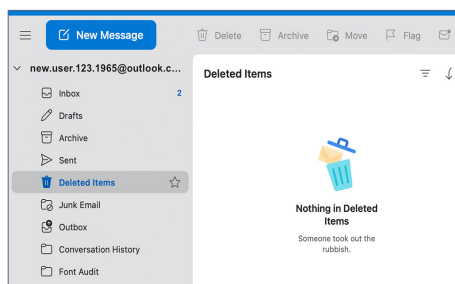 New Message
Delete
Archive
Move
Flag
new.user.123.1965@outlook.c...
Inbox 2
Drafts
Archive
Sent
Deleted Items
Junk Email
Outbox
Conversation History
Font Audit
Deleted Items
Nothing in Deleted
Items
Someone took out the
rubbish.